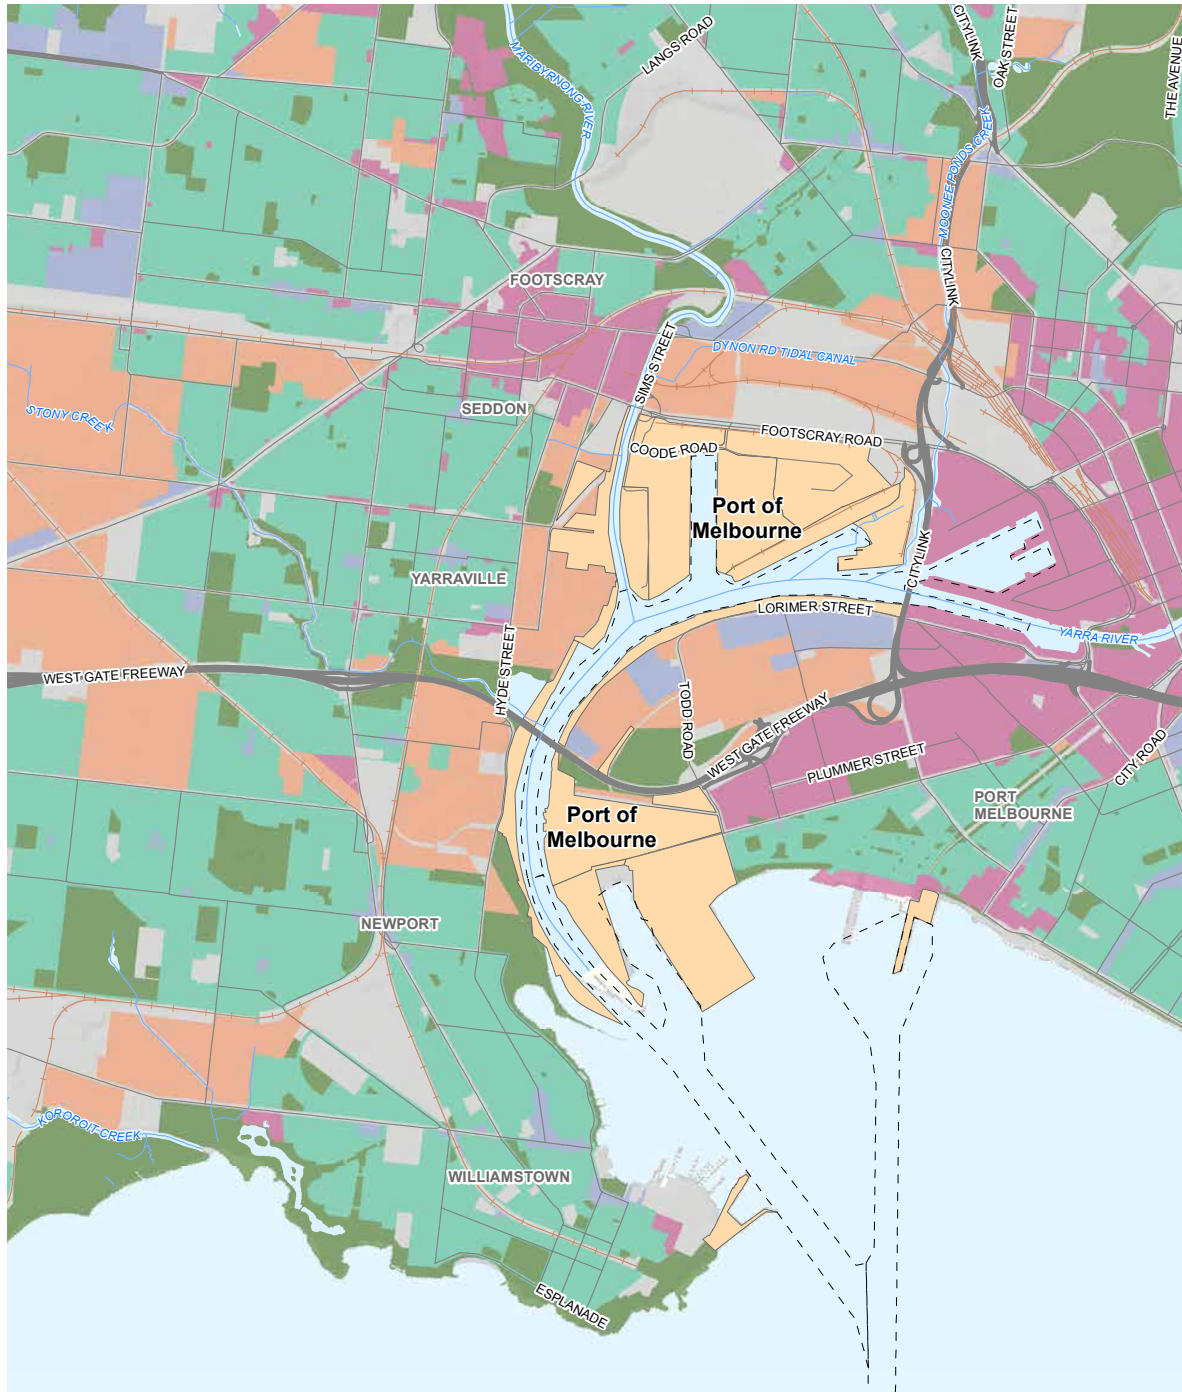 CITYLINK
OAK STREET
THE AVENUE
LANGS ROAD
MARIBYRNONG RIVER
MOONEE PONDS CREEK
CITYLINK
FOOTSCRAY
SIMS STREET
DYNON RD TIDAL CANAL
STONY CREEK
SEDDON
FOOTSCRAY ROAD
COODE ROAD
Port of
Melbourne
CITYLINK
YARRAVILLE
LORIMER STREET
YARRA RIVER
HYDE STREET
WEST GATE FREEWAY
TODD ROAD
WEST GATE FREEWAY
PLUMMER STREET
CITY ROAD
PORT
MELBOURNE
Port of
Melbourne
NEWPORT
KOROROIT CREEK
WILLIAMSTOWN
ESPLANADE